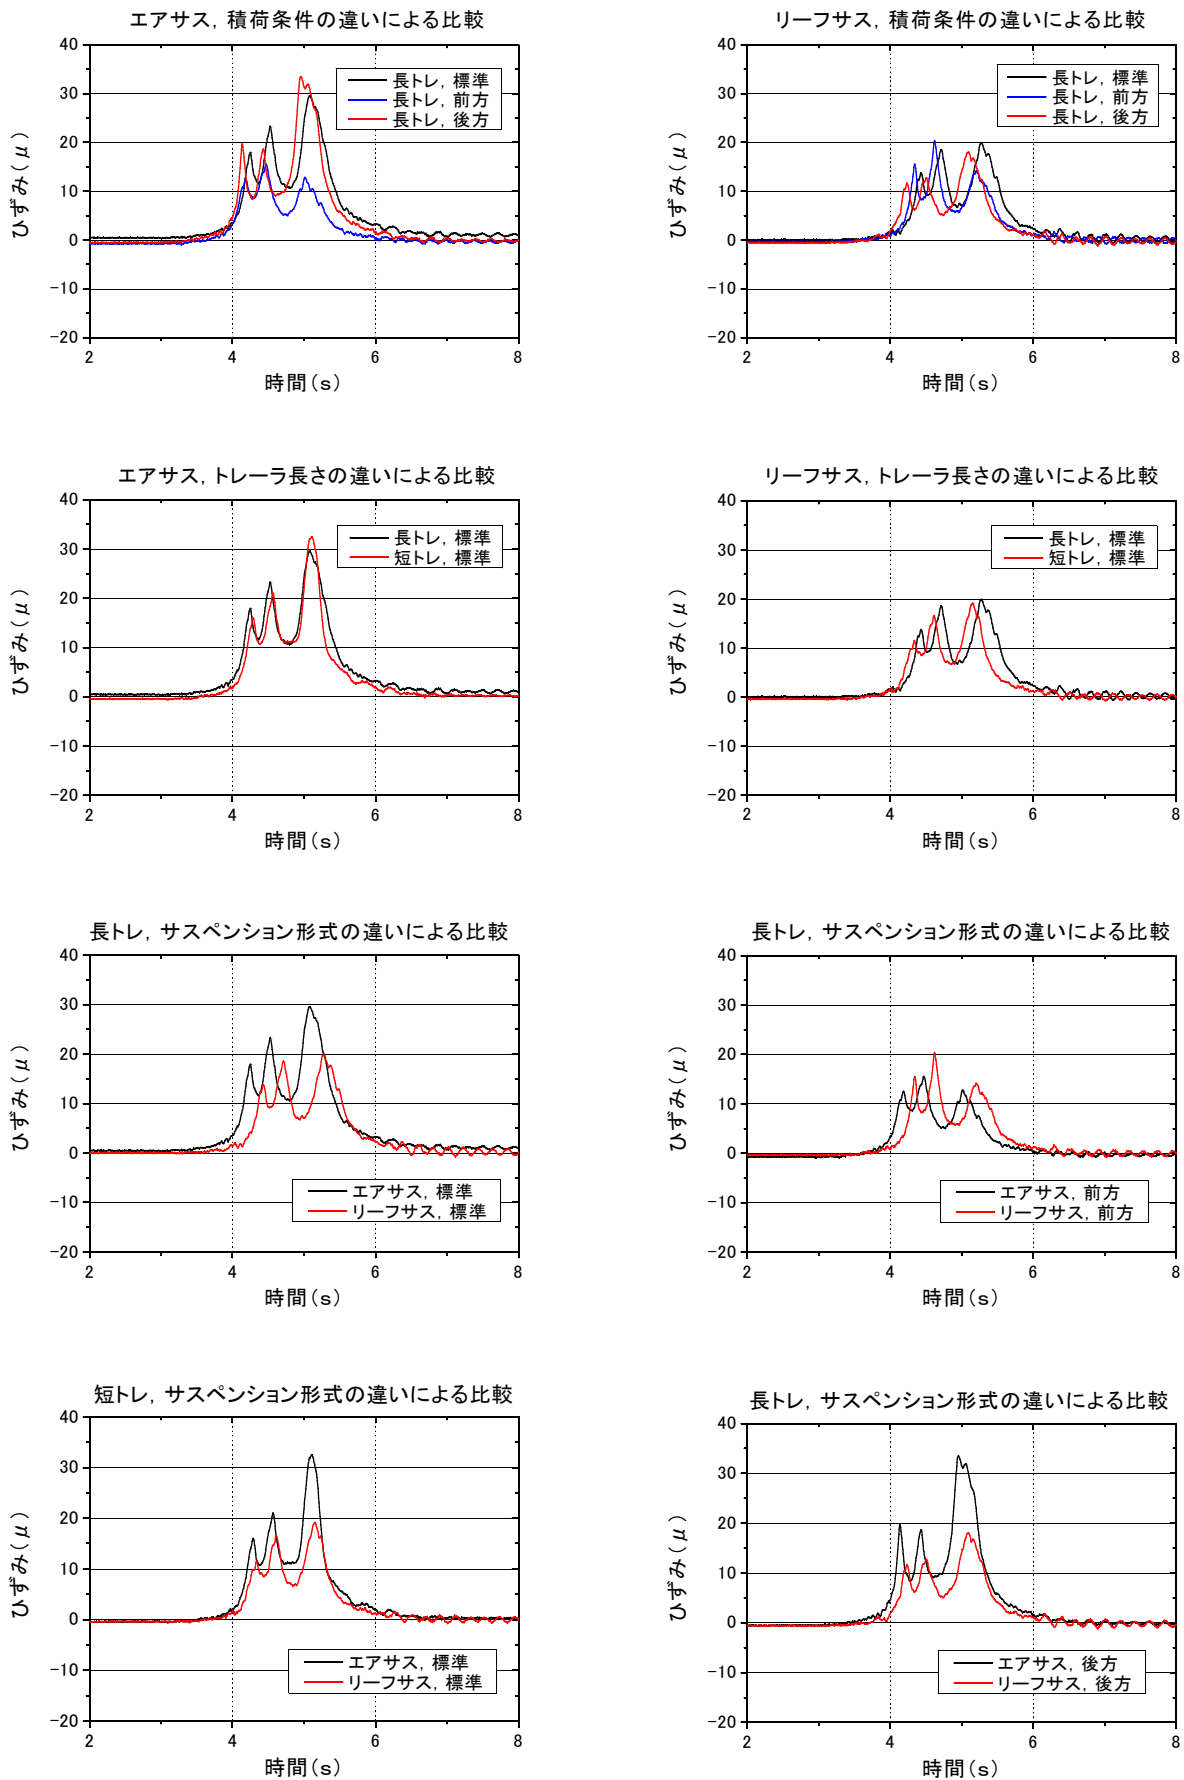 エアサス, 積荷条件の違いによる比較
40
30
20
10
0
-10
-20
ひずみ(μ)
長トレ, 標準
長トレ, 前方
長トレ, 後方
2 4 6 8
時間(s)
リーフサス, 積荷条件の違いによる比較
40
30
20
10
0
-10
-20
ひずみ(μ)
長トレ, 標準
長トレ, 前方
長トレ, 後方
2 4 6 8
時間(s)
エアサス, トレーラ長さの違いによる比較
40
30
20
10
0
-10
-20
ひずみ(μ)
長トレ, 標準
短トレ, 標準
2 4 6 8
時間(s)
リーフサス, トレーラ長さの違いによる比較
40
30
20
10
0
-10
-20
ひずみ(μ)
長トレ, 標準
短トレ, 標準
2 4 6 8
時間(s)
長トレ, サスペンション形式の違いによる比較
40
30
20
10
0
-10
-20
ひずみ(μ)
エアサス, 標準
リーフサス, 標準
2 4 6 8
時間(s)
長トレ, サスペンション形式の違いによる比較
40
30
20
10
0
-10
-20
ひずみ(μ)
エアサス, 前方
リーフサス, 前方
2 4 6 8
時間(s)
短トレ, サスペンション形式の違いによる比較
40
30
20
10
0
-10
-20
ひずみ(μ)
エアサス, 標準
リーフサス, 標準
2 4 6 8
時間(s)
長トレ, サスペンション形式の違いによる比較
40
30
20
10
0
-10
-20
ひずみ(μ)
エアサス, 後方
リーフサス, 後方
2 4 6 8
時間(s)